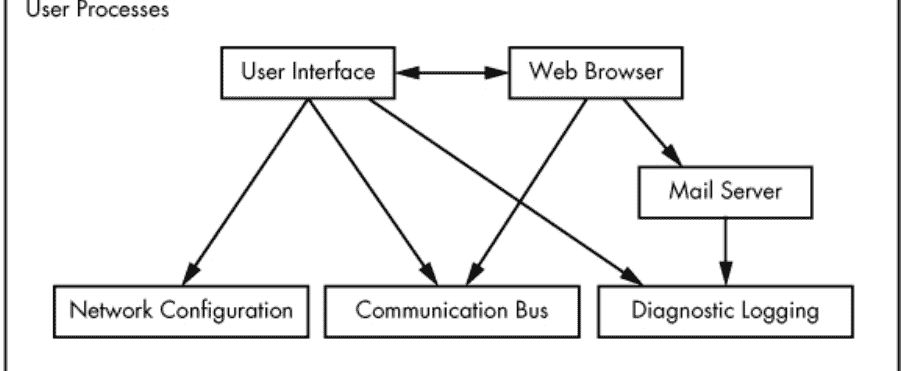 User Processes
User Interface
Web Browser
Mail Server
Network Configuration
Communication Bus
Diagnostic Logging